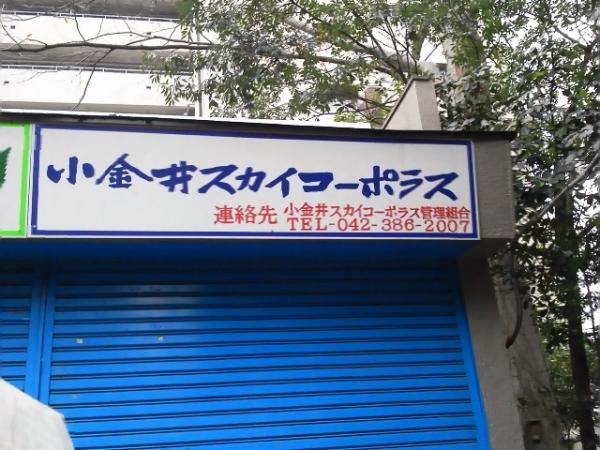 小金井スカイコーポラス
連絡先 小金井スカイコーポラス管理組合
TEL-042-386-2007